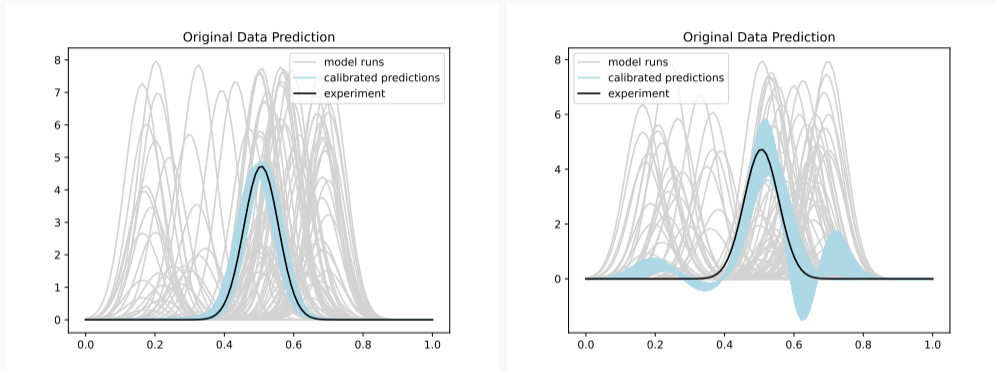 Original Data Prediction
8
7
6
5
4
3
2
1
0
model runs
calibrated predictions
experiment
0.0 0.2 0.4 0.6 0.8 1.0
Original Data Prediction
8
6
4
2
0
model runs
calibrated predictions
experiment
0.0 0.2 0.4 0.6 0.8 1.0